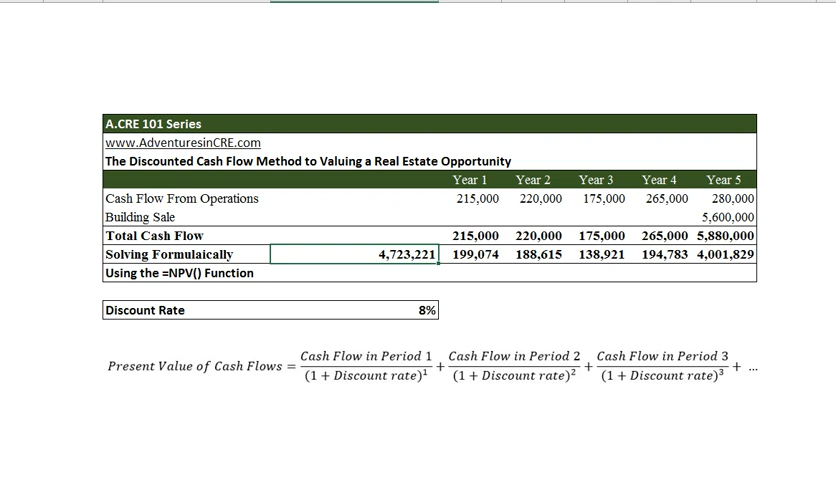 A.CRE 101 Series
www.AdventuresinCRE.com
The Discounted Cash Flow Method to Valuing a Real Estate Opportunity
Year 1 Year 2 Year 3 Year 4 Year 5
Cash Flow From Operations 215,000 220,000 175,000 265,000 280,000
Building Sale 5,600,000
Total Cash Flow 215,000 220,000 175,000 265,000 5,880,000
Solving Formulaically 4,723,221 199,074 188,615 138,921 194,783 4,001,829
Using the =NPV() Function
Discount Rate 8%
Present Value of Cash Flows = Cash Flow in Period 1 / (1 + Discount rate)¹ + Cash Flow in Period 2 / (1 + Discount rate)² + Cash Flow in Period 3 / (1 + Discount rate)³ + ...